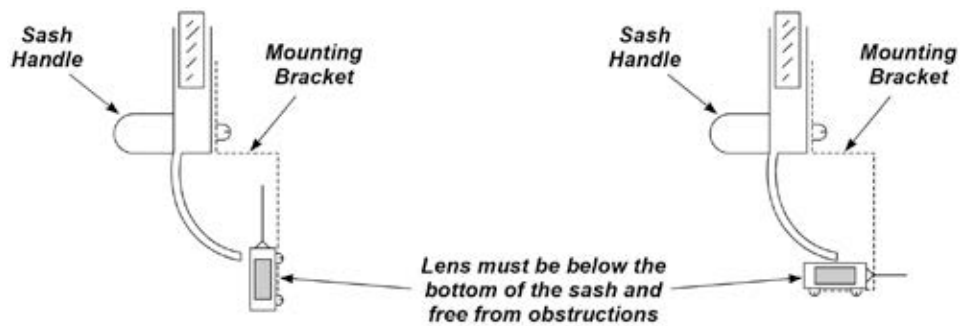 Sash
Handle
Mounting
Bracket
Sash
Handle
Mounting
Bracket
Lens must be below the
bottom of the sash and
free from obstructions